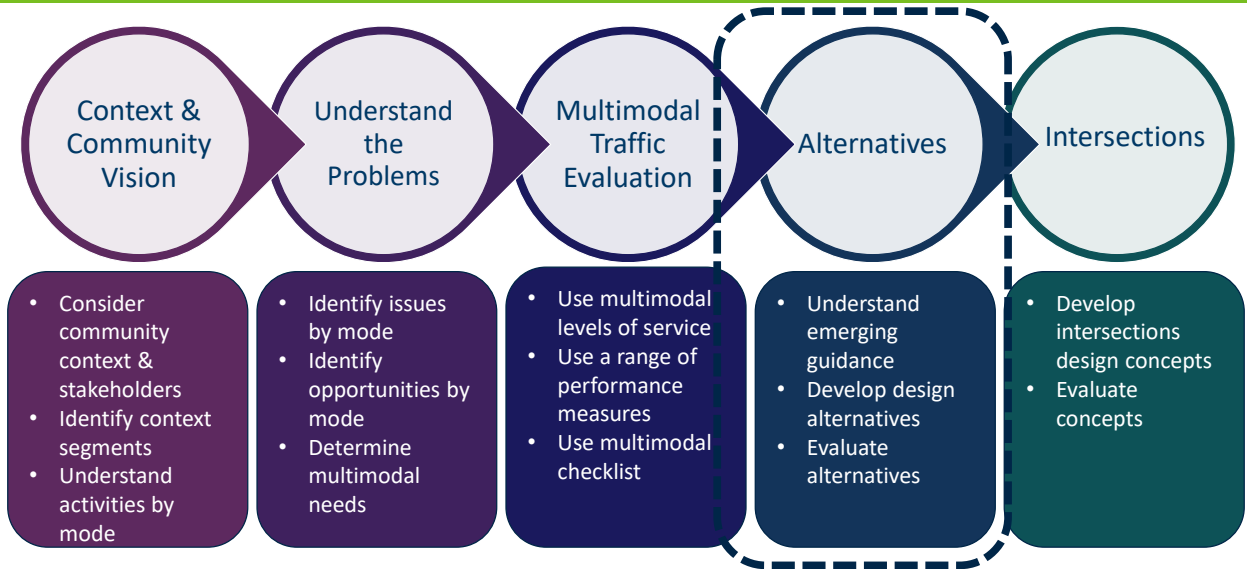 Context &
Community
Vision
Understand
the
Problems
Multimodal
Traffic
Evaluation
Alternatives
Intersections
• Consider
community
context &
stakeholders
• Identify context
segments
• Understand
activities by
mode
• Identify issues
by mode
• Identify
opportunities by
mode
• Determine
multimodal
needs
• Use multimodal
levels of service
• Use a range of
performance
measures
• Use multimodal
checklist
• Understand
emerging
guidance
• Develop design
alternatives
• Evaluate
alternatives
• Develop
intersections
design concepts
• Evaluate
concepts